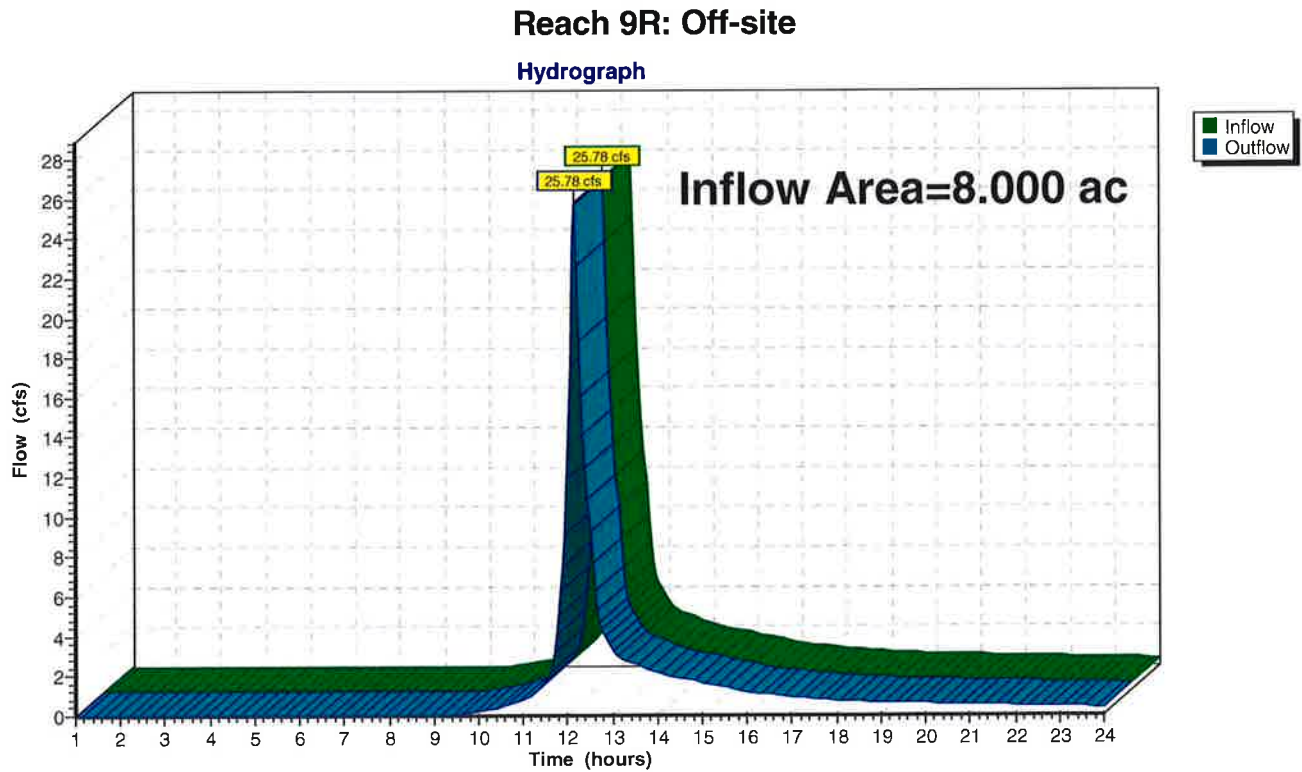 Reach 9R: Off-site
Hydrograph
Inflow
Outflow
25.78 cfs
25.78 cfs
Inflow Area=8.000 ac
28
26
24
22
20
18
16
14
12
10
8
6
4
2
0
Flow (cfs)
1 2 3 4 5 6 7 8 9 10 11 12 13 14 15 16 17 18 19 20 21 22 23 24
Time (hours)